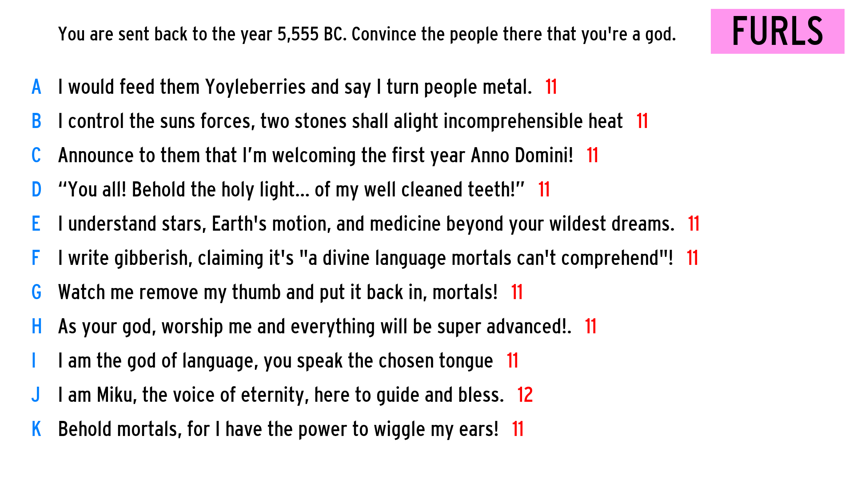 You are sent back to the year 5,555 BC. Convince the people there that you're a god.
FURLS
A I would feed them Yoyleberries and say I turn people metal. 11
B I control the suns forces, two stones shall alight incomprehensible heat 11
C Announce to them that I’m welcoming the first year Anno Domini! 11
D “You all! Behold the holy light... of my well cleaned teeth!” 11
E I understand stars, Earth's motion, and medicine beyond your wildest dreams. 11
F I write gibberish, claiming it's "a divine language mortals can't comprehend"! 11
G Watch me remove my thumb and put it back in, mortals! 11
H As your god, worship me and everything will be super advanced!. 11
I I am the god of language, you speak the chosen tongue 11
J I am Miku, the voice of eternity, here to guide and bless. 12
K Behold mortals, for I have the power to wiggle my ears! 11